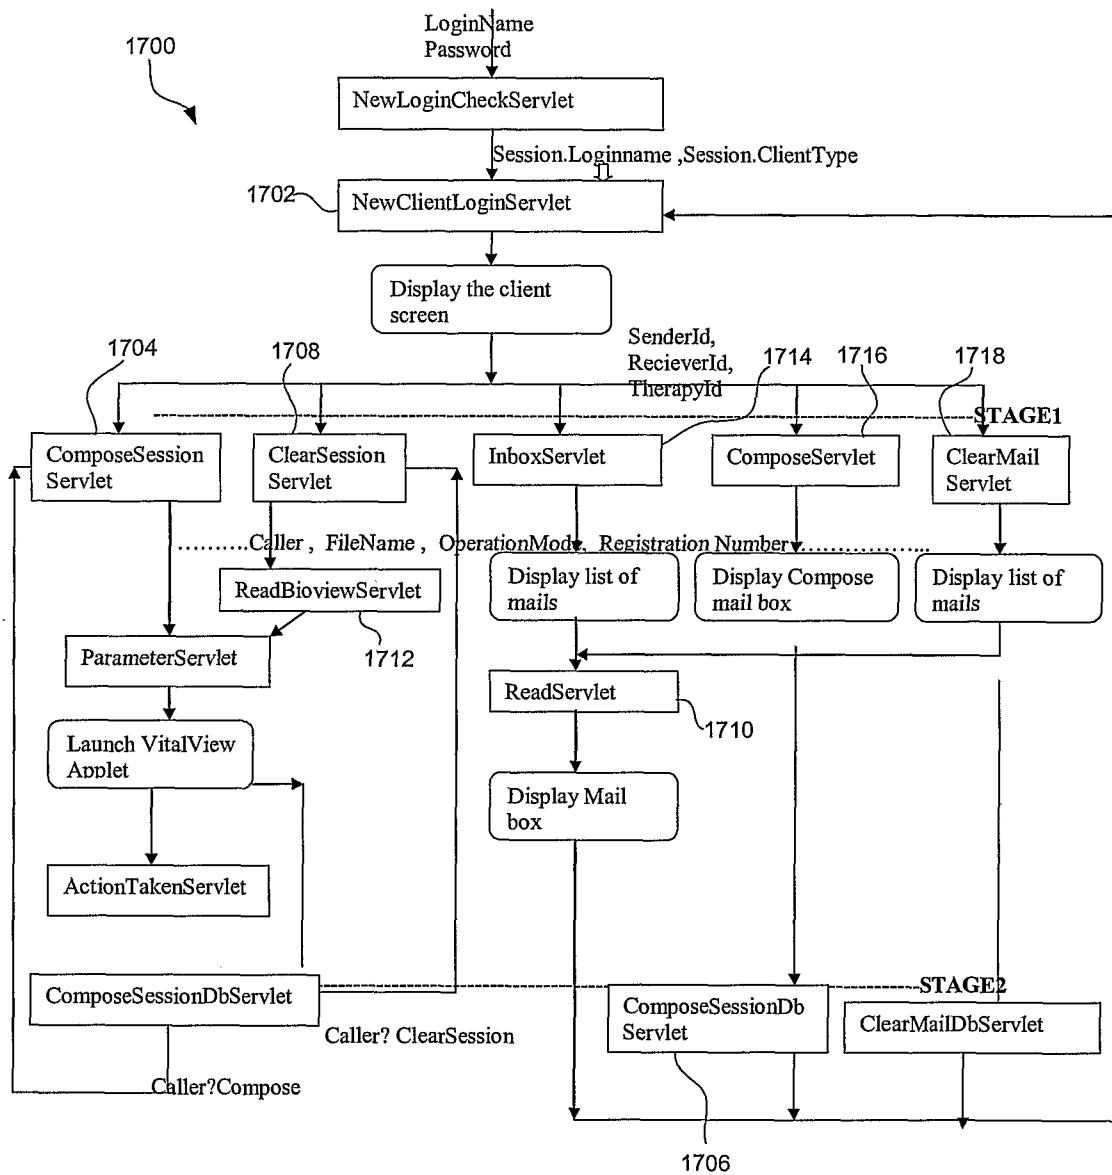 LoginName
Password
1700
NewLoginCheckServlet
Session.Loginname ,Session.ClientType
1702
NewClientLoginServlet
Display the client
screen
SenderId,
RecieverId,
TherapyId
1704
1708
1714
1716
1718
STAGE1
ComposeSession
Servlet
ClearSession
Servlet
InboxServlet
ComposeServlet
ClearMail
Servlet
..........Caller , FileName , OperationMode, Registration Number ..................
ReadBioviewServlet
Display list of
mails
Display Compose
mail box
Display list of
mails
ParameterServlet
1712
ReadServlet
1710
Launch VitalView
Applet
Display Mail
box
ActionTakenServlet
ComposeSessionDbServlet
STAGE2
ComposeSessionDb
Servlet
ClearMailDbServlet
Caller? ClearSession
Caller?Compose
1706